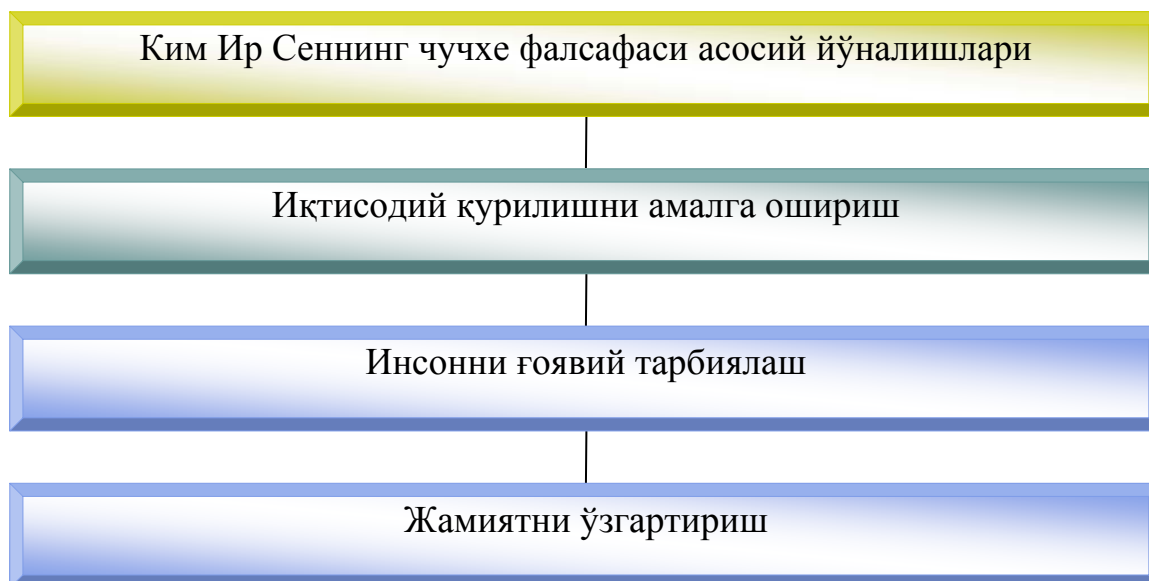 Ким Ир Сеннинг чучхе фалсафаси асосий йўналишлари
Иқтисодий қурилишни амалга ошириш
Инсонни ғоявий тарбиялаш
Жамиятни ўзгартириш